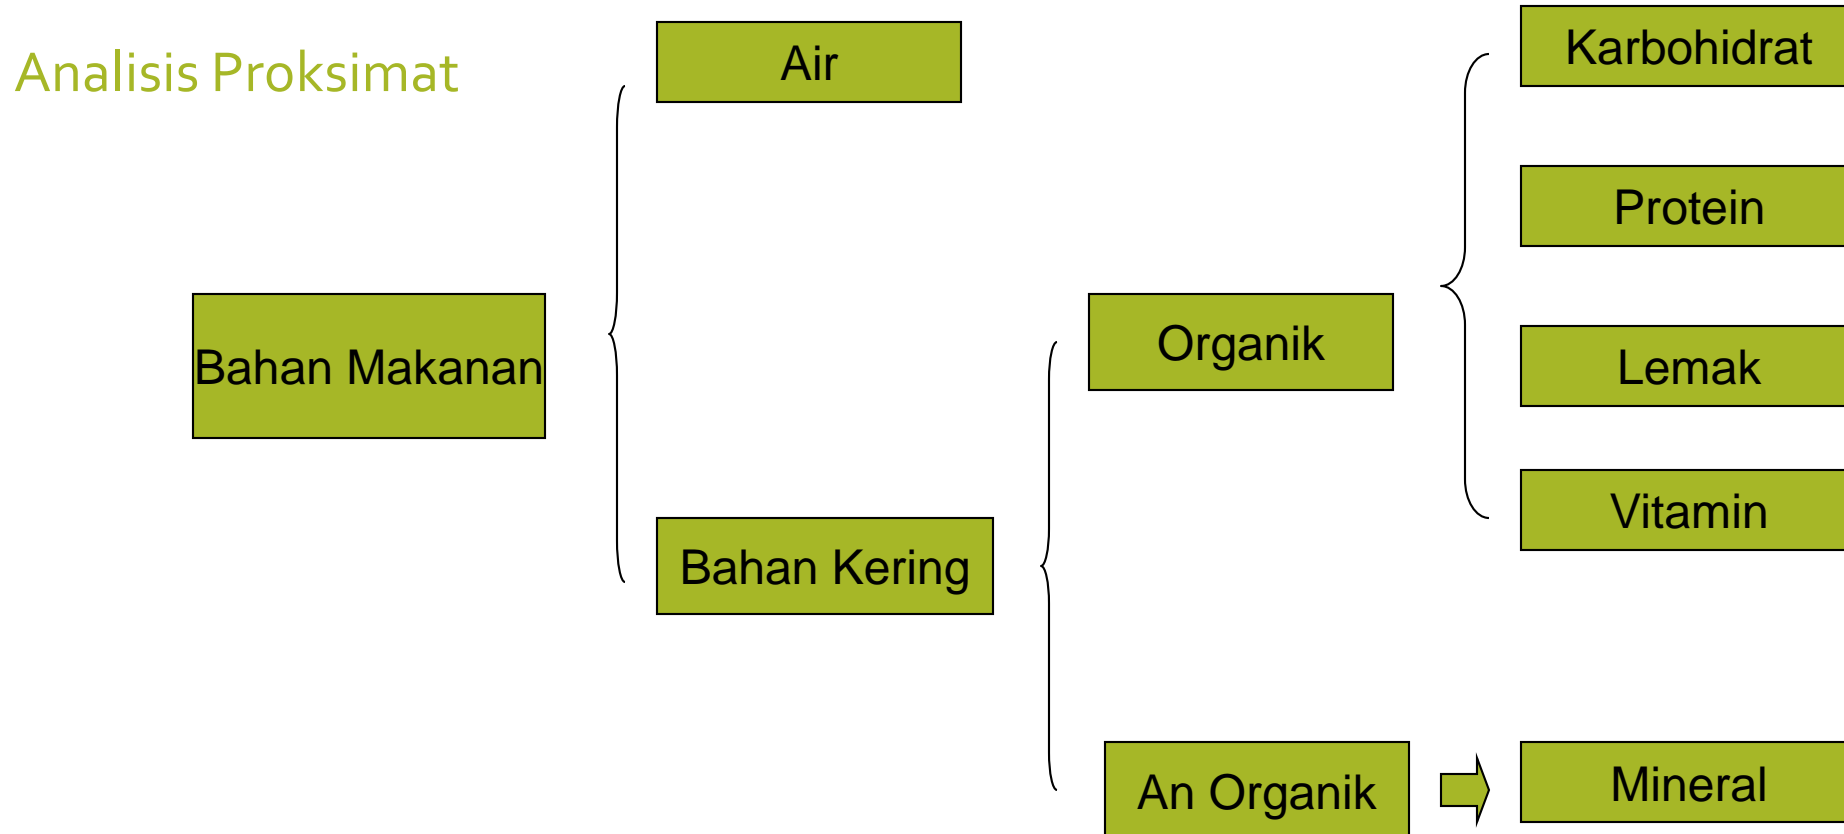 Analisis Proksimat
Bahan Makanan
Air
Bahan Kering
Organik
An Organik
Karbohidrat
Protein
Lemak
Vitamin
Mineral